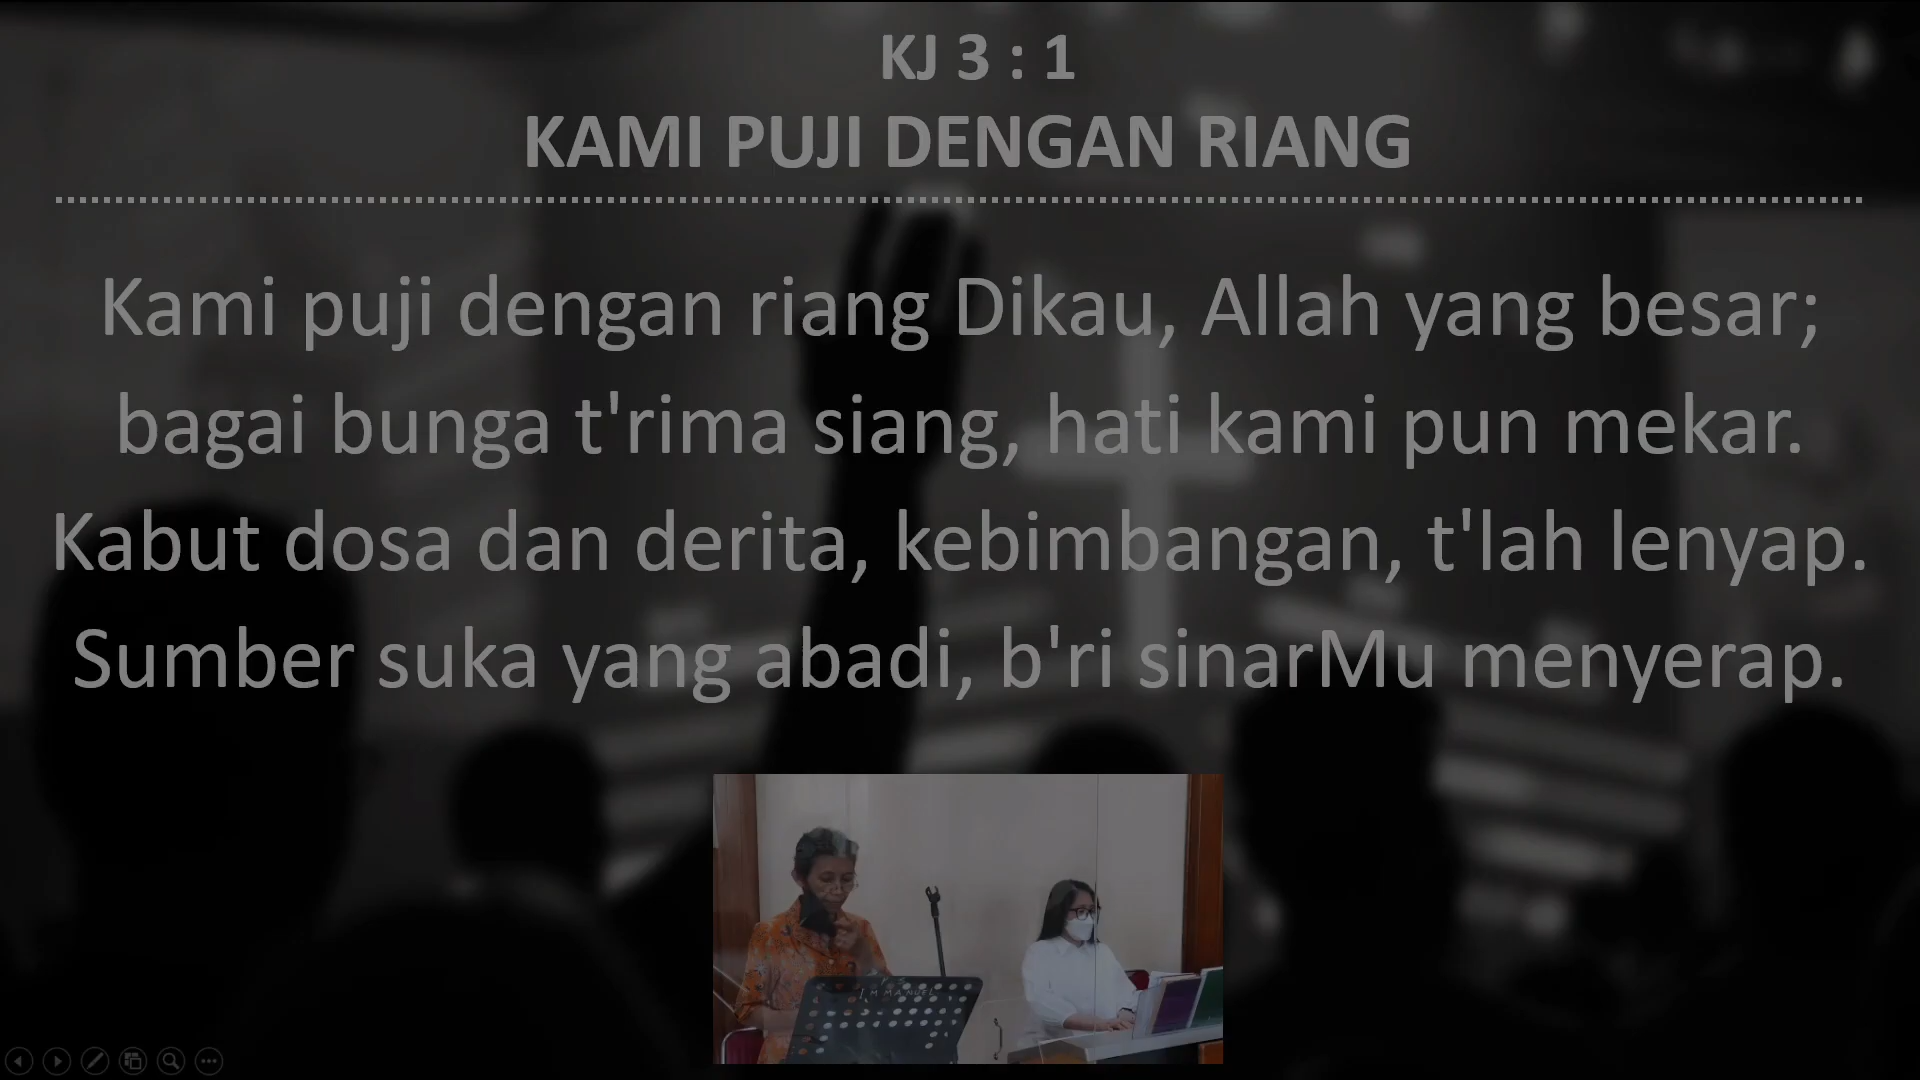 KJ 3 : 1
KAMI PUJI DENGAN RIANG
Kami puji dengan riang Dikau, Allah yang besar;
bagai bunga t'rima siang, hati kami pun mekar.
Kabut dosa dan derita, kebimbangan, t'lah lenyap.
Sumber suka yang abadi, b'ri sinarMu menyerap.
IMMANUEL